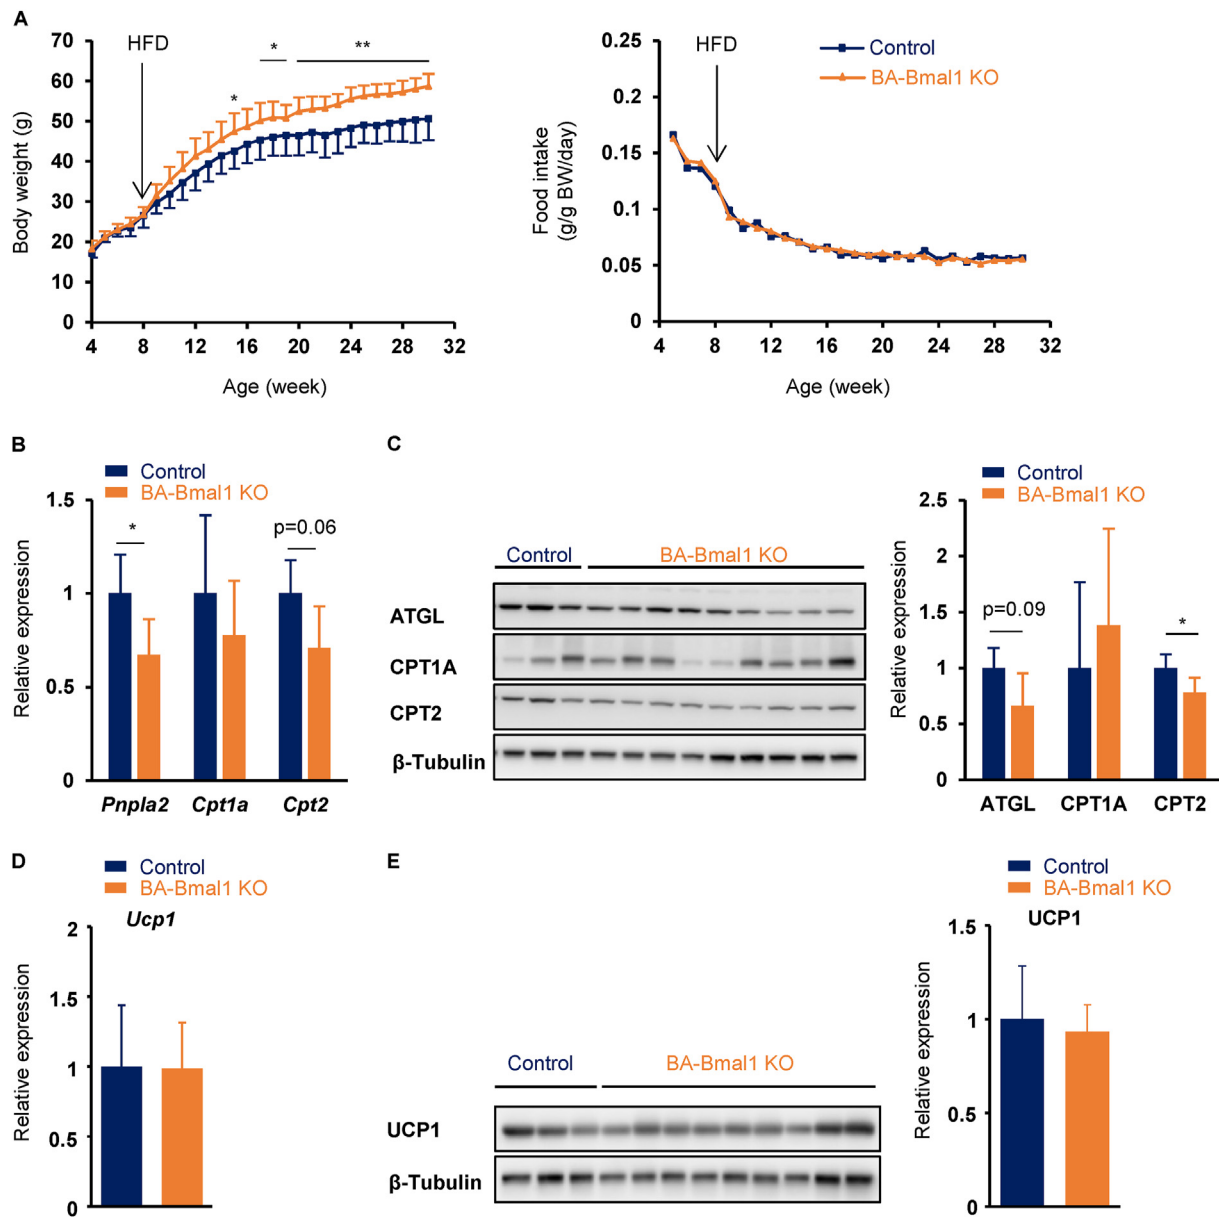 A
HFD
*
**
*
70
60
50
40
30
20
10
0
Body weight (g)
4 8 12 16 20 24 28 32
Age (week)
HFD
Control
BA-Bmal1 KO
0.25
0.2
0.15
0.1
0.05
0
Food intake
(g/g BW/day)
4 8 12 16 20 24 28 32
Age (week)
B
Control
BA-Bmal1 KO
1.5
1
0.5
0
Relative expression
*
p=0.06
Pnpla2 Cpt1a Cpt2
C
Control BA-Bmal1 KO
ATGL
CPT1A
CPT2
β-Tubulin
Control
BA-Bmal1 KO
2.5
2
1.5
1
0.5
0
Relative expression
p=0.09
*
ATGL CPT1A CPT2
D
Control
BA-Bmal1 KO
Ucp1
2
1.5
1
0.5
0
Relative expression
E
Control BA-Bmal1 KO
UCP1
β-Tubulin
Control
BA-Bmal1 KO
UCP1
1.5
1
0.5
0
Relative expression